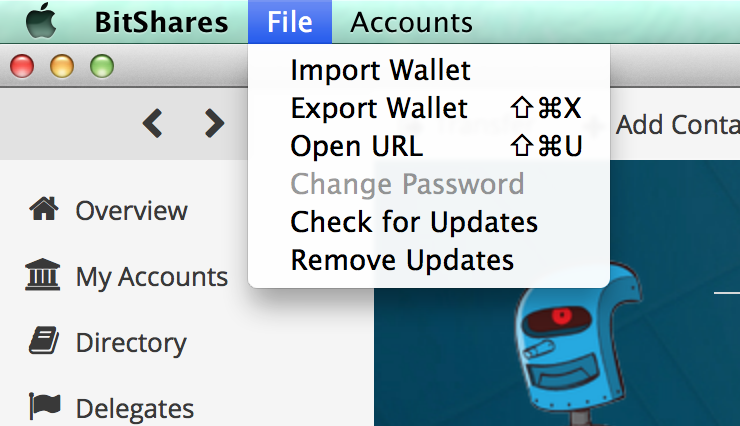 BitShares File Accounts
Import Wallet
Export Wallet ⇧⌘X
Open URL ⇧⌘U
Change Password
Check for Updates
Remove Updates
Add Conta
Overview
My Accounts
Directory
Delegates